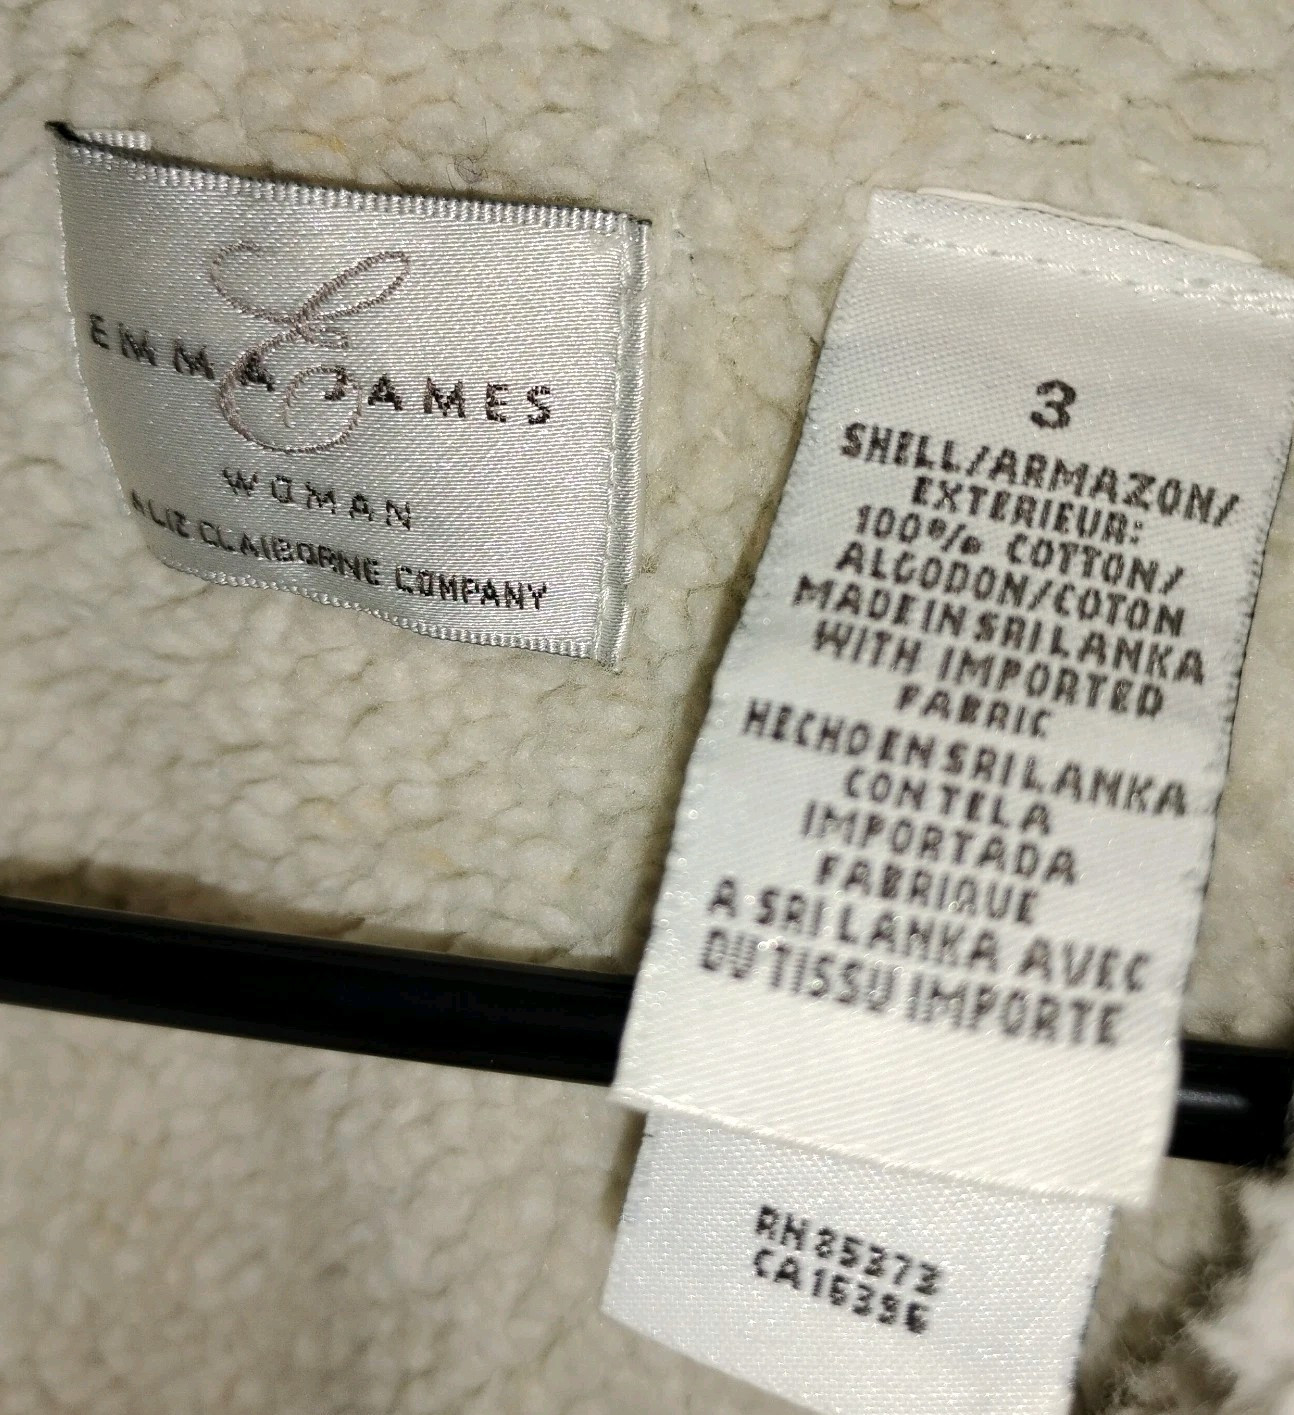 EMMA JAMES
WOMAN
A LIZ CLAIBORNE COMPANY
3
SHELL/ARMAZON/
EXTERIEUR:
100% COTTON/
ALGODON/COTON
MADE IN SRI LANKA
WITH IMPORTED
FABRIC
HECHO EN SRI LANKA
CON TELA
IMPORTADA
FABRIQUE
A SRI LANKA AVEC
DU TISSU IMPORTE
RN 85373
CA 16396